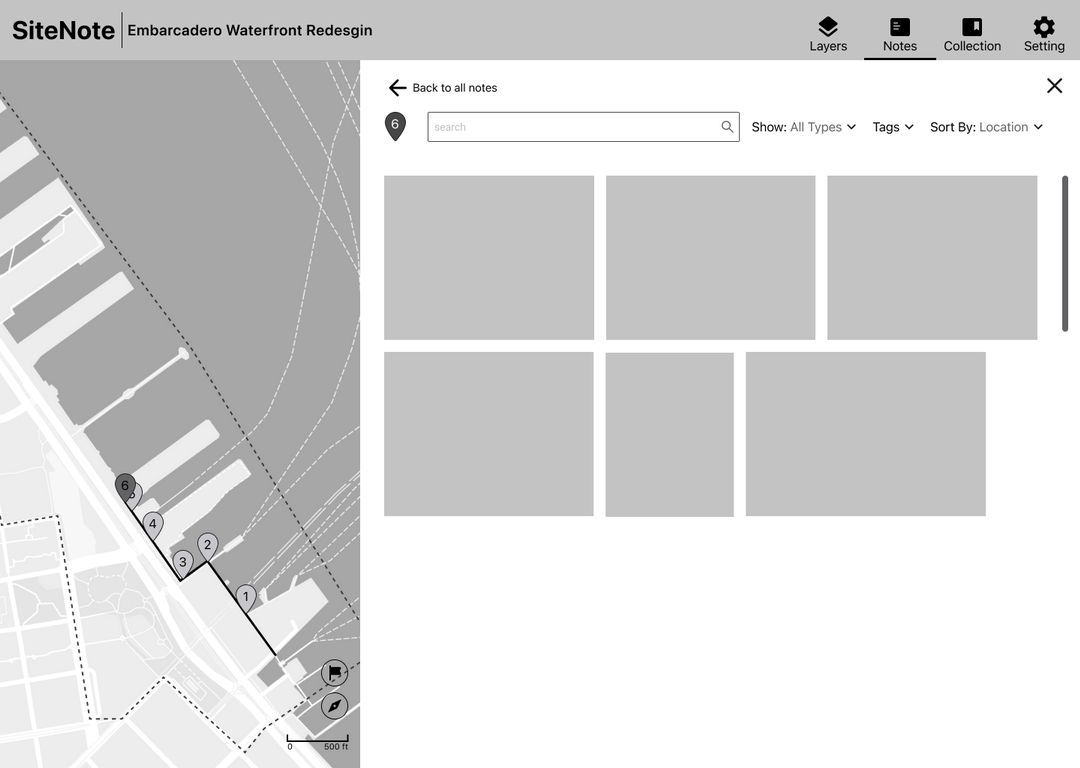 SiteNote
Embarcadero Waterfront Redesgin
Layers
Notes
Collection
Setting
Back to all notes
6
search
Show: All Types
Tags
Sort By: Location
6
4
2
3
1
0 500 ft